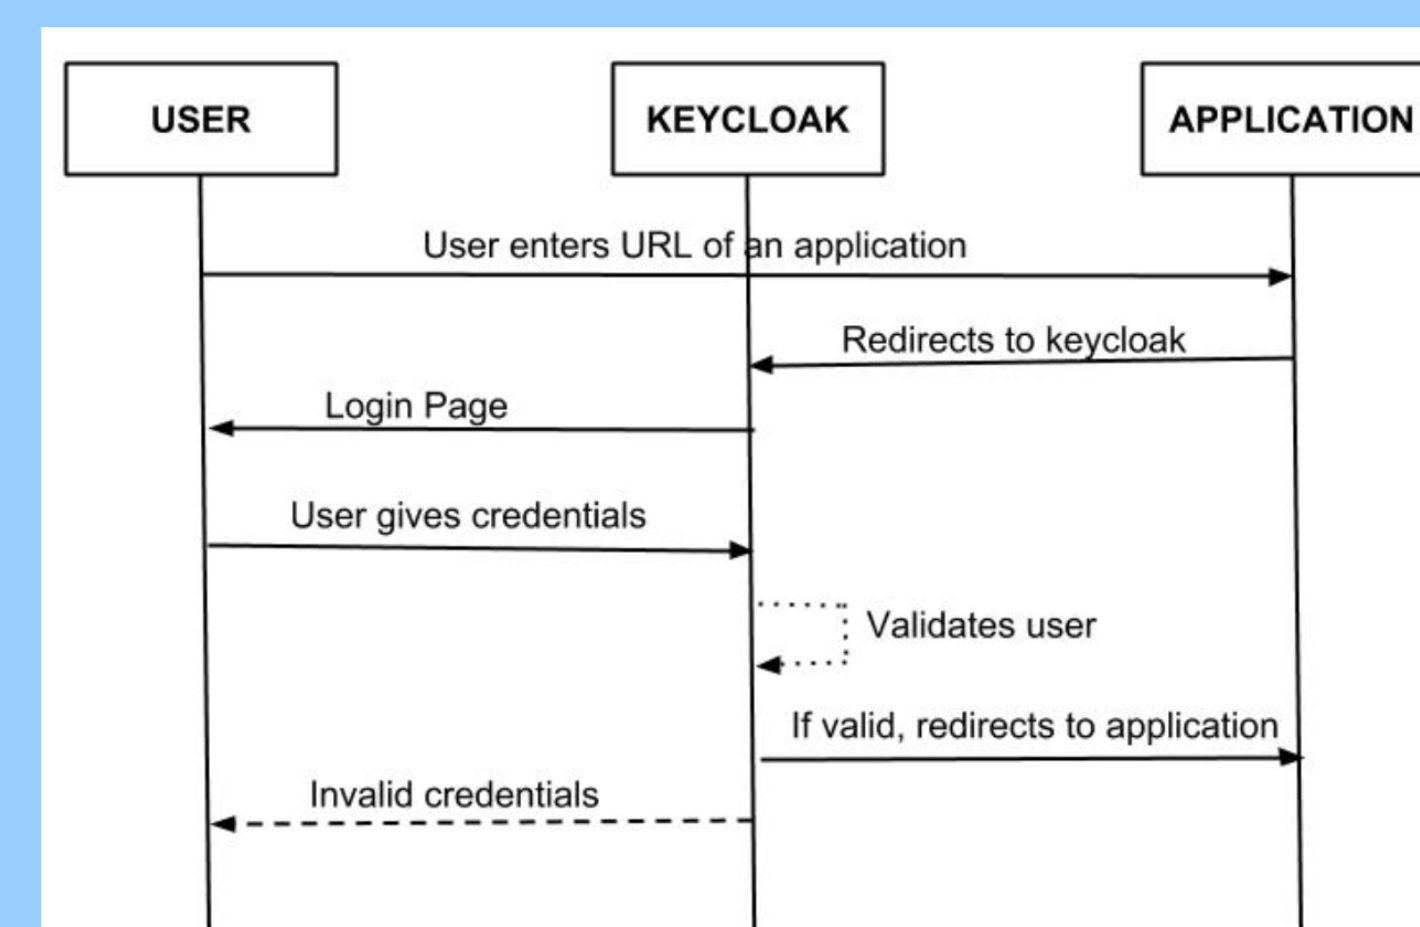 USER
KEYCLOAK
APPLICATION
User enters URL of an application
Redirects to keycloak
Login Page
User gives credentials
Validates user
If valid, redirects to application
Invalid credentials